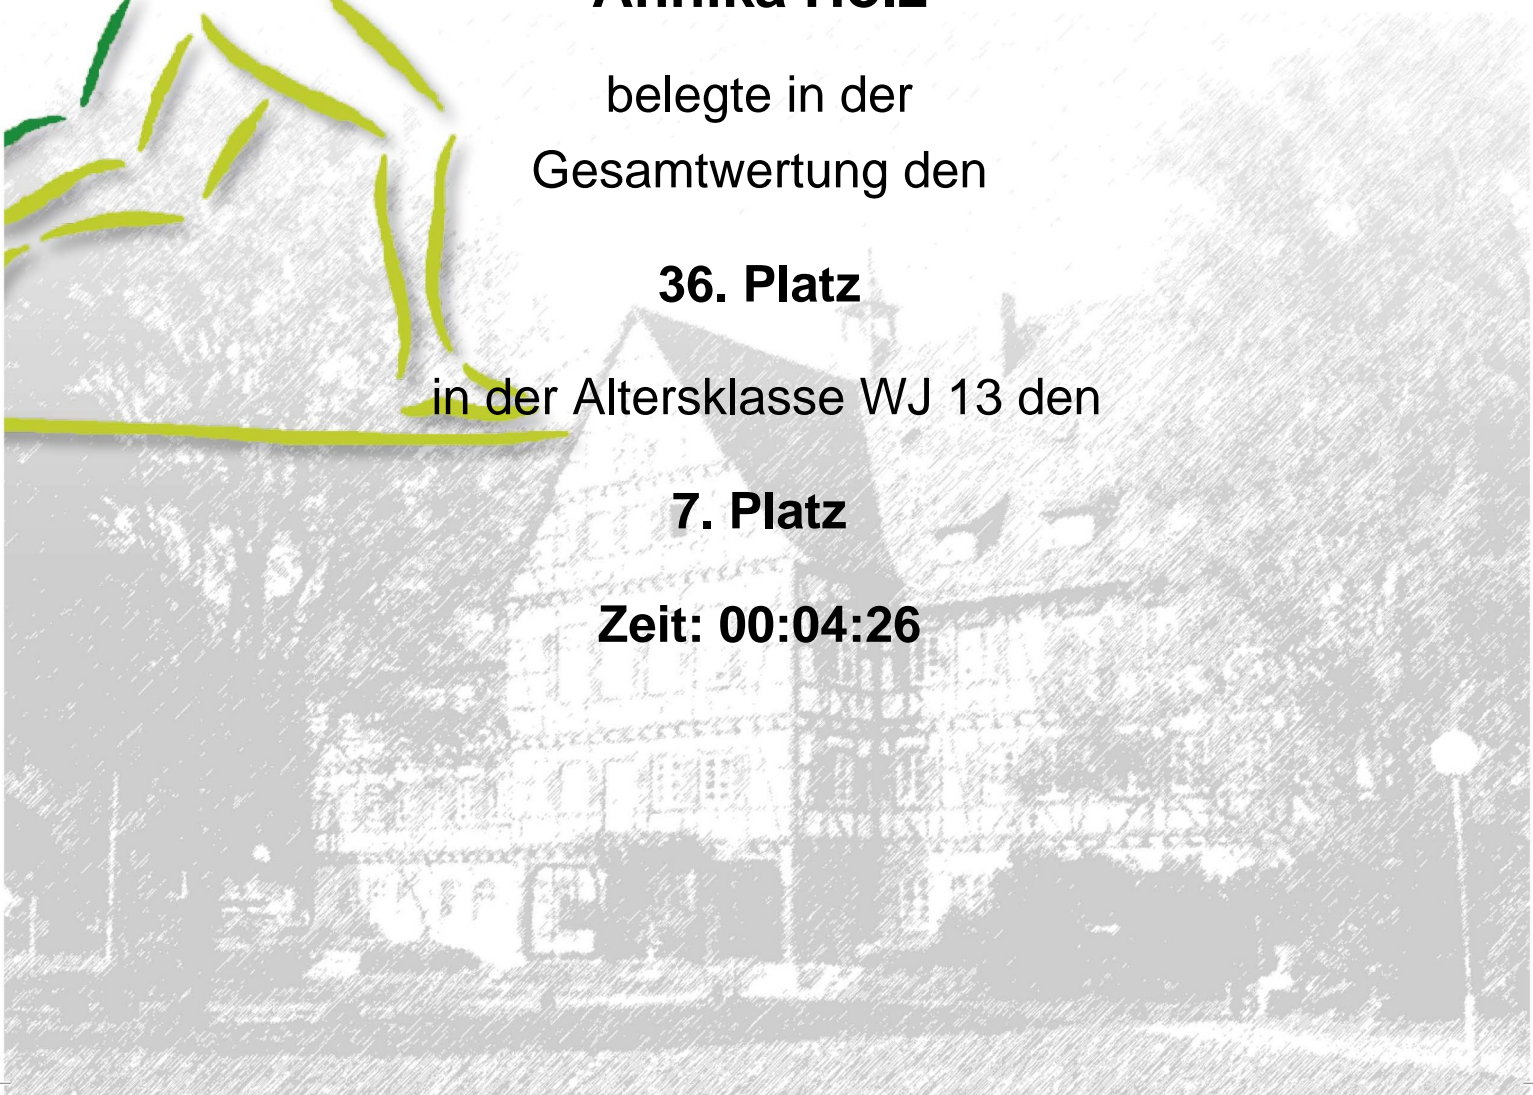 belegte in der
Gesamtwertung den
36. Platz
in der Altersklasse WJ 13 den
7. Platz
Zeit: 00:04:26